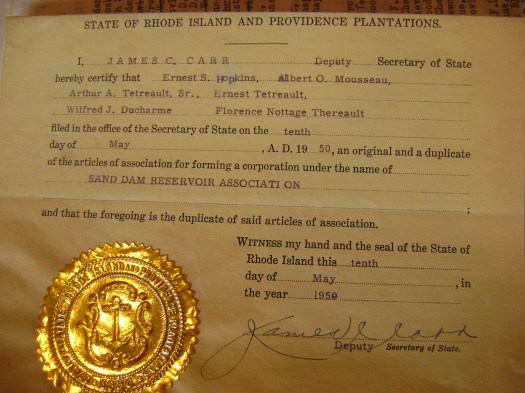 STATE OF RHODE ISLAND AND PROVIDENCE PLANTATIONS.
I, JAMES C. CARR Deputy Secretary of State
hereby certify that Ernest S. Hopkins, Albert O. Mousseau,
Arthur A. Tetreault, Sr., Ernest Tetreault,
Wilfred J. Ducharme Florence Nottage Thereault
filed in the office of the Secretary of State on the tenth
day of May , A. D. 19 50, an original and a duplicate
of the articles of association for forming a corporation under the name of
SAND DAM RESERVOIR ASSOCIATI ON
;
and that the foregoing is the duplicate of said articles of association.
WITNESS my hand and the seal of the State of
Rhode Island this tenth
day of May , in
the year 1950
James C. Carr
Deputy Secretary of State.